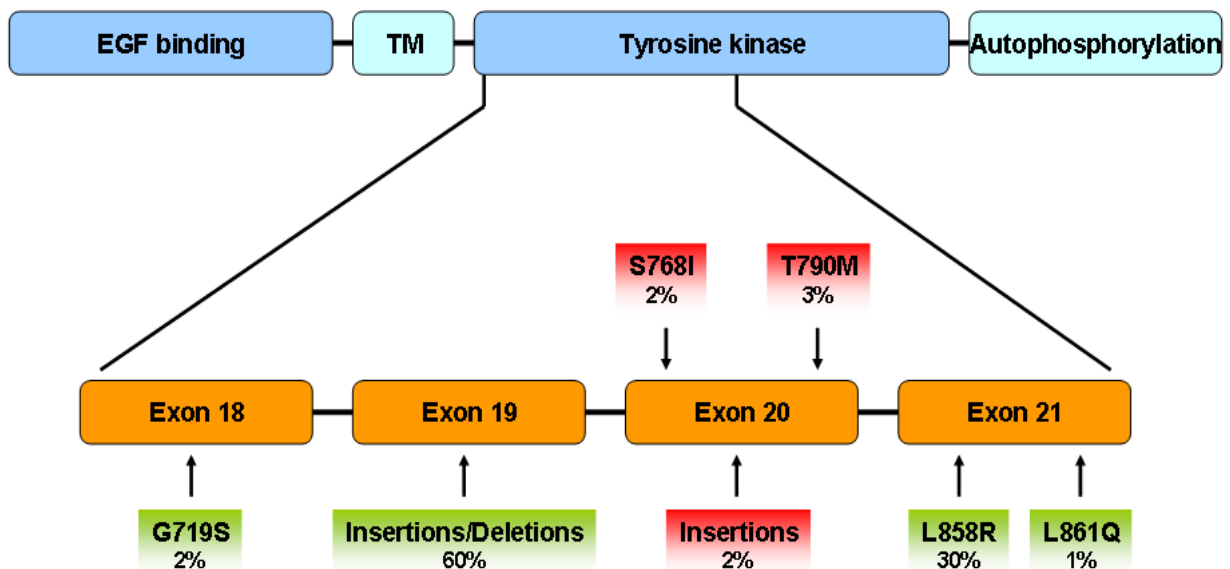 EGF binding
TM
Tyrosine kinase
Autophosphorylation
S768I
2%
T790M
3%
Exon 18
Exon 19
Exon 20
Exon 21
G719S
2%
Insertions/Deletions
60%
Insertions
2%
L858R
30%
L861Q
1%